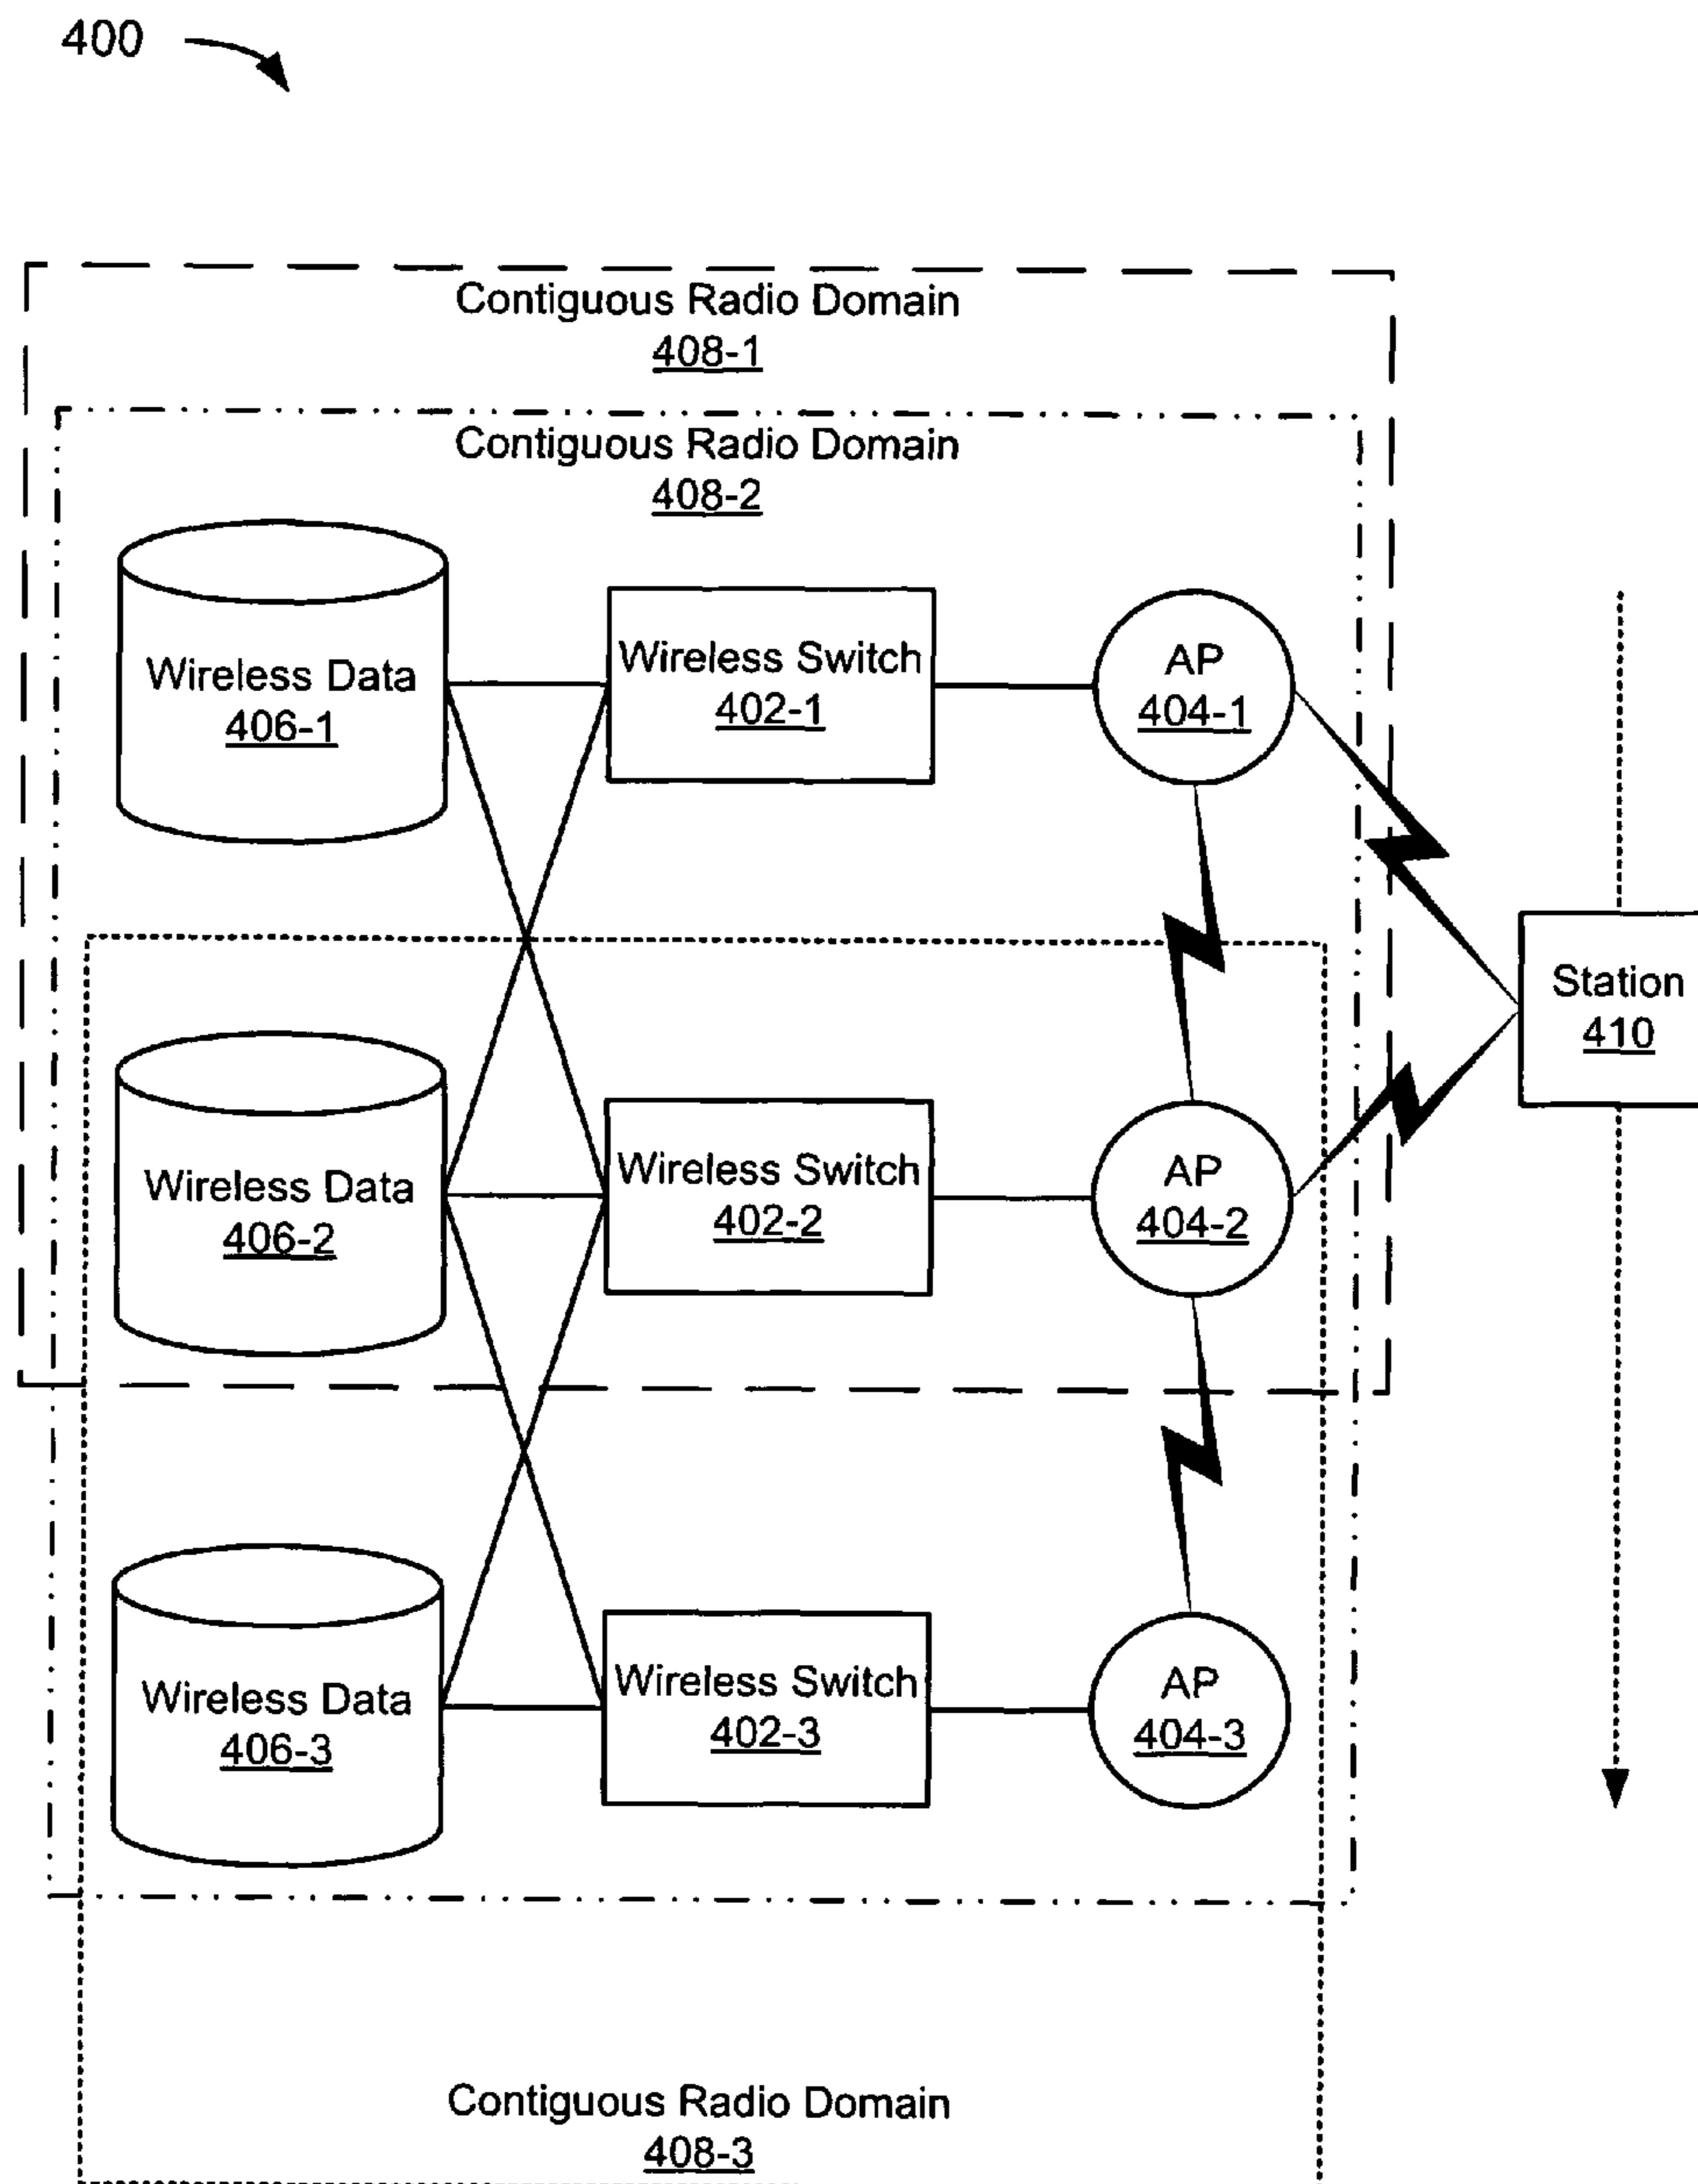 400
Contiguous Radio Domain
408-1
Contiguous Radio Domain
408-2
Wireless Data
406-1
Wireless Switch
402-1
AP
404-1
Station
410
Wireless Data
406-2
Wireless Switch
402-2
AP
404-2
Wireless Data
406-3
Wireless Switch
402-3
AP
404-3
Contiguous Radio Domain
408-3